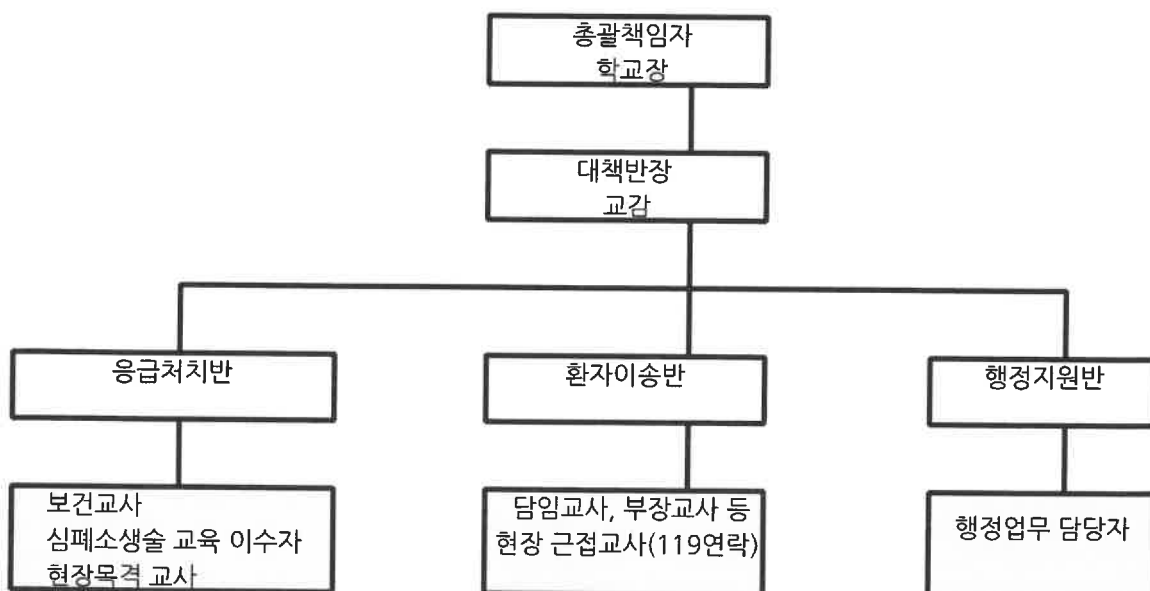 총괄책임자
학교장
대책반장
교감
응급처치반
환자이송반
행정지원반
보건교사
심폐소생술 교육 이수자
현장목격 교사
담임교사, 부장교사 등
현장 근접교사(119연락)
행정업무 담당자